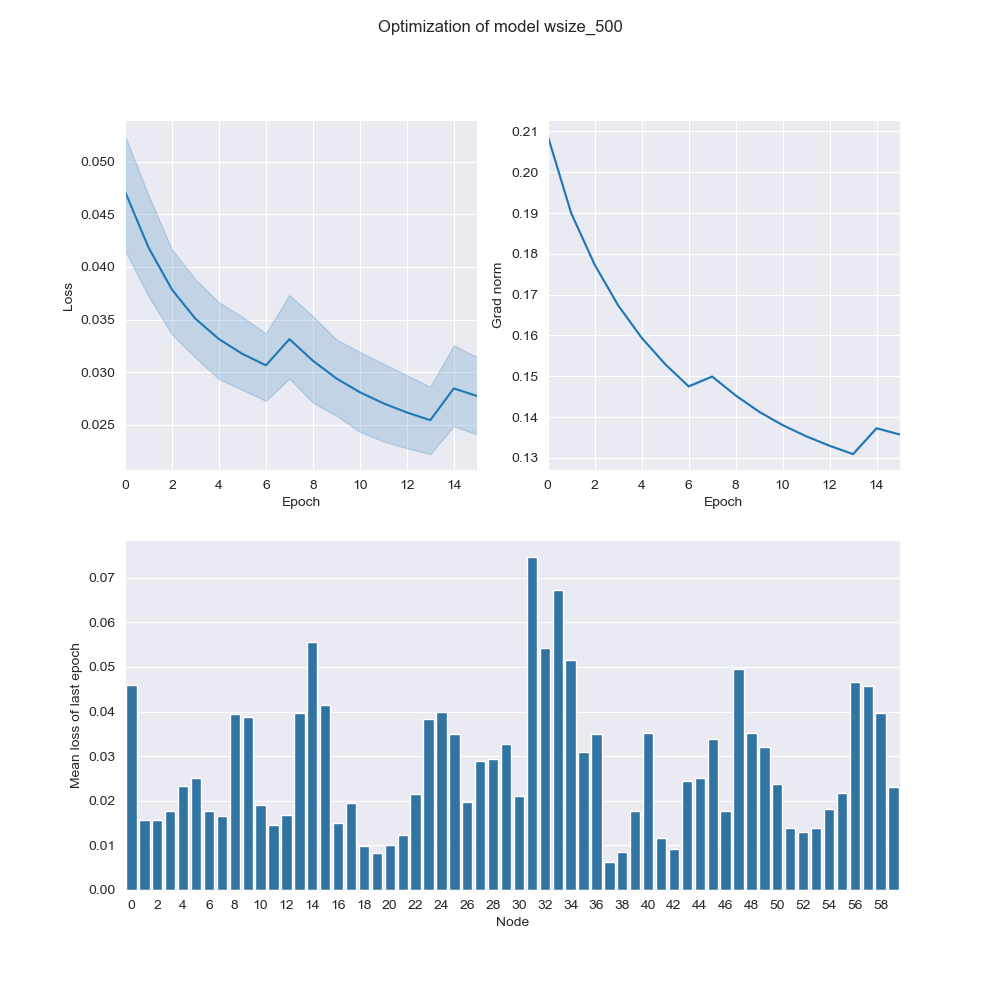 Optimization of model wsize_500
0.050
0.045
0.040
0.035
0.030
0.025
Loss
0 2 4 6 8 10 12 14
Epoch
0.21
0.20
0.19
0.18
0.17
0.16
0.15
0.14
0.13
Grad norm
0 2 4 6 8 10 12 14
Epoch
0.07
0.06
0.05
0.04
0.03
0.02
0.01
0.00
Mean loss of last epoch
0 2 4 6 8 10 12 14 16 18 20 22 24 26 28 30 32 34 36 38 40 42 44 46 48 50 52 54 56 58
Node